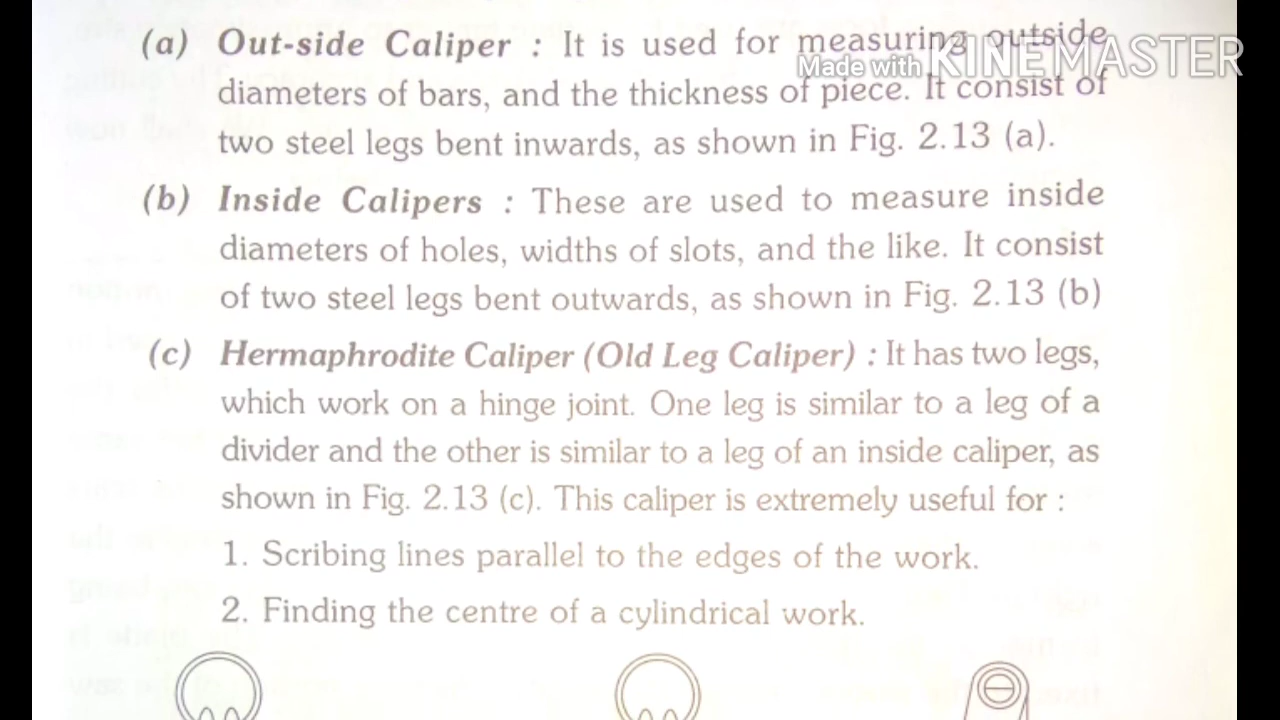 (a) Out-side Caliper : It is used for measuring outside
Made with KINEMASTER
diameters of bars, and the thickness of piece. It consist of
two steel legs bent inwards, as shown in Fig. 2.13 (a).
(b) Inside Calipers : These are used to measure inside
diameters of holes, widths of slots, and the like. It consist
of two steel legs bent outwards, as shown in Fig. 2.13 (b)
(c) Hermaphrodite Caliper (Old Leg Caliper) : It has two legs,
which work on a hinge joint. One leg is similar to a leg of a
divider and the other is similar to a leg of an inside caliper, as
shown in Fig. 2.13 (c). This caliper is extremely useful for :
1. Scribing lines parallel to the edges of the work.
2. Finding the centre of a cylindrical work.